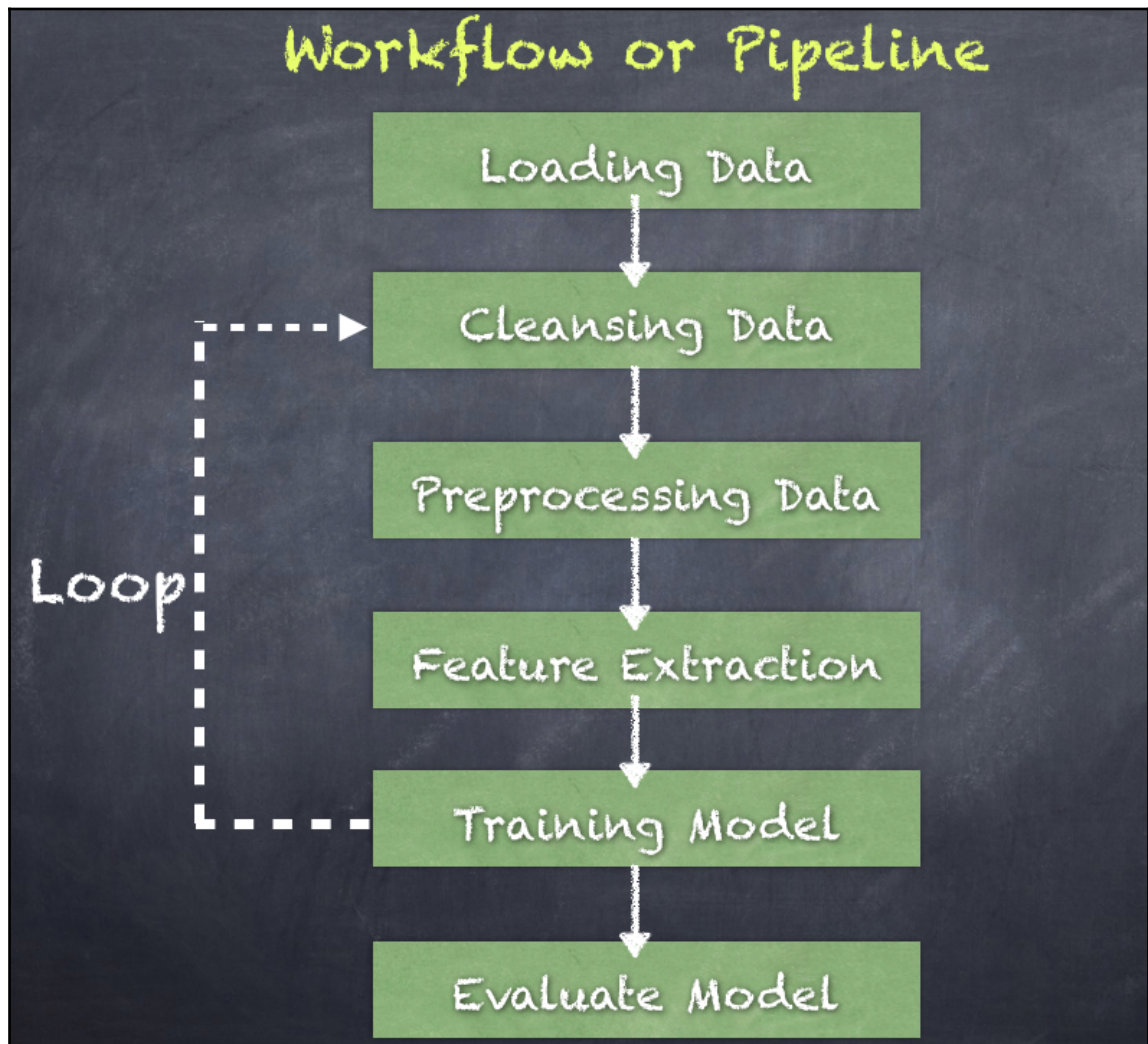 Workflow or Pipeline
Loading Data
Cleansing Data
Preprocessing Data
Loop
Feature Extraction
Training Model
Evaluate Model